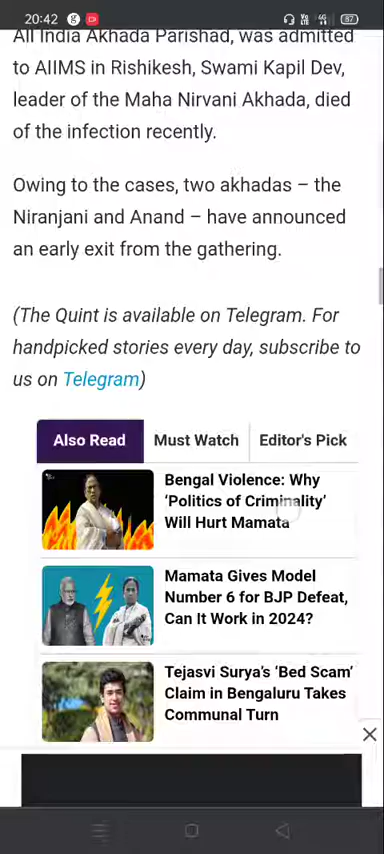 20:42
87
All India Akhada Parishad, was admitted
to AIIMS in Rishikesh, Swami Kapil Dev,
leader of the Maha Nirvani Akhada, died
of the infection recently.
Owing to the cases, two akhadas – the
Niranjani and Anand – have announced
an early exit from the gathering.
(The Quint is available on Telegram. For
handpicked stories every day, subscribe to
us on Telegram)
Also Read Must Watch Editor's Pick
Bengal Violence: Why
‘Politics of Criminality’
Will Hurt Mamata
Mamata Gives Model
Number 6 for BJP Defeat,
Can It Work in 2024?
Tejasvi Surya’s ‘Bed Scam’
Claim in Bengaluru Takes
Communal Turn